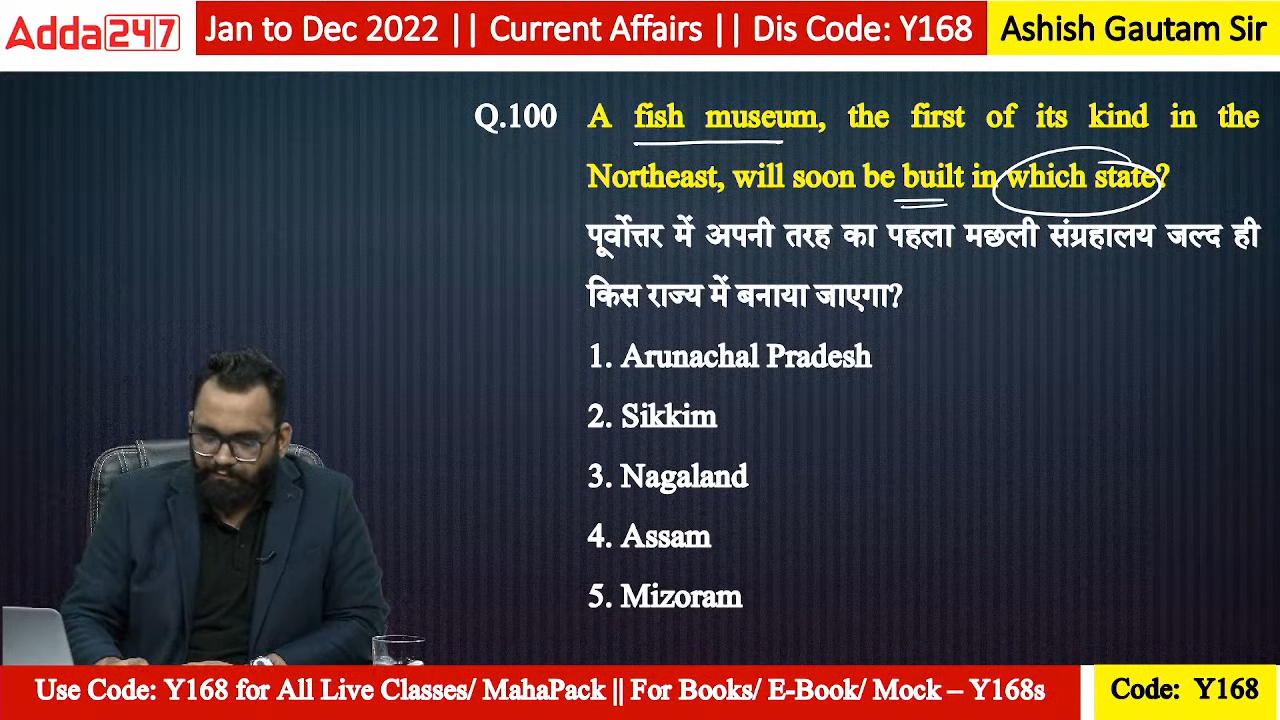 Adda247
Jan to Dec 2022 || Current Affairs || Dis Code: Y168
Ashish Gautam Sir
Q.100 A fish museum, the first of its kind in the
Northeast, will soon be built in which state?
पूर्वोत्तर में अपनी तरह का पहला मछली संग्रहालय जल्द ही
किस राज्य में बनाया जाएगा?
1. Arunachal Pradesh
2. Sikkim
3. Nagaland
4. Assam
5. Mizoram
Use Code: Y168 for All Live Classes/ MahaPack || For Books/ E-Book/ Mock – Y168s
Code: Y168